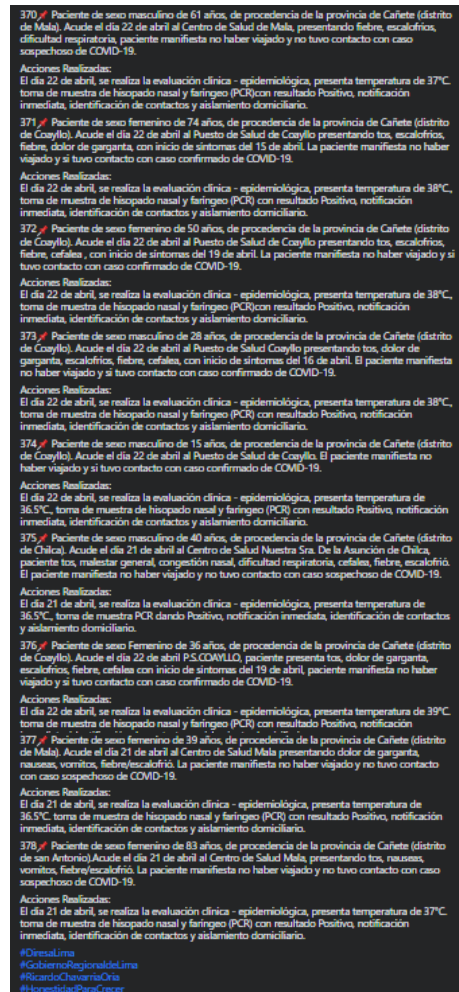 370📌 Paciente de sexo masculino de 61 años, de procedencia de la provincia de Cañete (distrito
de Mala). Acude el día 22 de abril al Centro de Salud de Mala, presentando fiebre, escalofrios,
dificultad respiratoria, paciente manifiesta no haber viajado y no tuvo contacto con caso
sospechoso de COVID-19.
Acciones Realizadas:
El día 22 de abril, se realiza la evaluación clínica - epidemiológica, presenta temperatura de 37°C.
toma de muestra de hisopado nasal y faríngeo (PCR)con resultado Positivo, notificación
inmediata, identificación de contactos y aislamiento domiciliario.
371📌 Paciente de sexo femenino de 74 años, de procedencia de la provincia de Cañete (distrito
de Coayllo). Acude el día 22 de abril al Puesto de Salud de Coayllo presentando tos, escalofrios,
fiebre, dolor de garganta, con inicio de síntomas del 15 de abril. La paciente manifiesta no haber
viajado y si tuvo contacto con caso confirmado de COVID-19.
Acciones Realizadas:
El día 22 de abril, se realiza la evaluación clínica - epidemiológica, presenta temperatura de 38°C.,
toma de muestra de hisopado nasal y faríngeo (PCR) con resultado Positivo, notificación
inmediata, identificación de contactos y aislamiento domiciliario.
372📌 Paciente de sexo femenino de 50 años, de procedencia de la provincia de Cañete (distrito
de Coayllo). Acude el día 22 de abril al Puesto de Salud de Coayllo presentando tos, escalofrios,
fiebre, cefalea , con inicio de síntomas del 19 de abril. La paciente manifiesta no haber viajado y si
tuvo contacto con caso confirmado de COVID-19.
Acciones Realizadas:
El día 22 de abril, se realiza la evaluación clínica - epidemiológica, presenta temperatura de 38°C.,
toma de muestra de hisopado nasal y faríngeo (PCR)con resultado Positivo, notificación
inmediata, identificación de contactos y aislamiento domiciliario.
373📌 Paciente de sexo masculino de 28 años, de procedencia de la provincia de Cañete (distrito
de Coayllo). Acude el día 22 de abril al Puesto de Salud Coayllo presentando tos, dolor de
garganta, escalofrios, fiebre, cefalea, con inicio de síntomas del 16 de abril. El paciente manifiesta
no haber viajado y si tuvo contacto con caso confirmado de COVID-19.
Acciones Realizadas:
El día 22 de abril, se realiza la evaluación clínica - epidemiológica, presenta temperatura de 38°C.,
toma de muestra de hisopado nasal y faríngeo (PCR) con resultado Positivo, notificación
inmediata, identificación de contactos y aislamiento domiciliario.
374📌 Paciente de sexo masculino de 15 años, de procedencia de la provincia de Cañete (distrito
de Coayllo). Acude el día 22 de abril al Puesto de Salud de Coayllo. El paciente manifiesta no
haber viajado y si tuvo contacto con caso confirmado de COVID-19.
Acciones Realizadas:
El día 22 de abril, se realiza la evaluación clínica - epidemiológica, presenta temperatura de
36.5°C., toma de muestra de hisopado nasal y faríngeo (PCR) con resultado Positivo, notificación
inmediata, identificación de contactos y aislamiento domiciliario.
375📌 Paciente de sexo masculino de 40 años, de procedencia de la provincia de Cañete (distrito
de Chilca). Acude el día 21 de abril al Centro de Salud Nuestra Sra. De la Asunción de Chilca,
paciente tos, malestar general, congestión nasal, dificultad respiratoria, cefalea, fiebre, escalofrió.
El paciente manifiesta no haber viajado y no tuvo contacto con caso sospechoso de COVID-19.
Acciones Realizadas:
El día 21 de abril, se realiza la evaluación clínica - epidemiológica, presenta temperatura de
36.5°C., toma de muestra PCR dando Positivo, notificación inmediata, identificación de contactos
y aislamiento domiciliario.
376📌 Paciente de sexo Femenino de 36 años, de procedencia de la provincia de Cañete (distrito
de Coayllo). Acude el día 22 de abril P.S.COAYLLO, paciente presenta tos, dolor de garganta,
escalofrios, fiebre, cefalea con inicio de síntomas del 19 de abril, paciente manifiesta no haber
viajado y si tuvo contacto con caso confirmado de COVID-19.
Acciones Realizadas:
El día 22 de abril, se realiza la evaluación clínica - epidemiológica, presenta temperatura de 39°C.
toma de muestra de hisopado nasal y faríngeo (PCR) con resultado Positivo, notificación
377📌 Paciente de sexo femenino de 39 años, de procedencia de la provincia de Cañete (distrito
de Mala). Acude el día 21 de abril al Centro de Salud Mala presentando dolor de garganta,
nauseas, vomitos, fiebre/escalofrió. La paciente manifiesta no haber viajado y no tuvo contacto
con caso sospechoso de COVID-19.
Acciones Realizadas:
El día 21 de abril, se realiza la evaluación clínica - epidemiológica, presenta temperatura de
36.5°C. toma de muestra de hisopado nasal y faríngeo (PCR) con resultado Positivo, notificación
inmediata, identificación de contactos y aislamiento domiciliario.
378📌 Paciente de sexo femenino de 83 años, de procedencia de la provincia de Cañete (distrito
de san Antonio).Acude el día 21 de abril al Centro de Salud Mala, presentando tos, nauseas,
vomitos, fiebre/escalofrió. La paciente manifiesta no haber viajado y no tuvo contacto con caso
sospechoso de COVID-19.
Acciones Realizadas:
El día 21 de abril, se realiza la evaluación clínica - epidemiológica, presenta temperatura de 37°C.
toma de muestra de hisopado nasal y faríngeo (PCR) con resultado Positivo, notificación
inmediata, identificación de contactos y aislamiento domiciliario.
#DiresaLima
#GobiernoRegionaldeLima
#RicardoChavarriaOria
#HonestidadParaCrecer